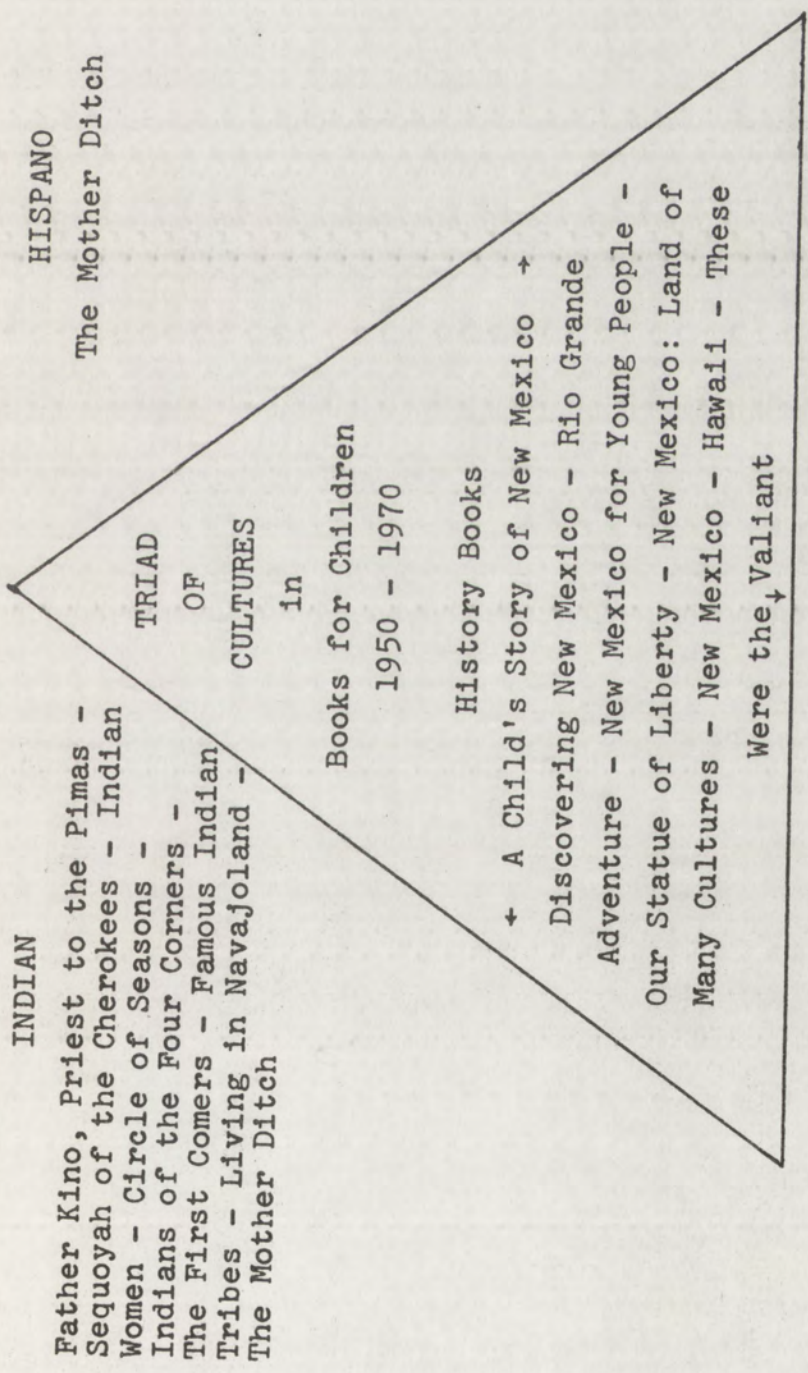 INDIAN
Father Kino, Priest to the Pimas -
Sequoyah of the Cherokees - Indian
Women - Circle of Seasons -
Indians of the Four Corners -
The First Comers - Famous Indian
Tribes - Living in Navajoland -
The Mother Ditch
HISPANO
The Mother Ditch
TRIAD
OF
CULTURES
in
Books for Children
1950 - 1970
History Books
← A Child's Story of New Mexico →
Discovering New Mexico - Rio Grande
Adventure - New Mexico for Young People -
Our Statue of Liberty - New Mexico: Land of
Many Cultures - New Mexico - Hawaii - These
Were the Valiant
↓